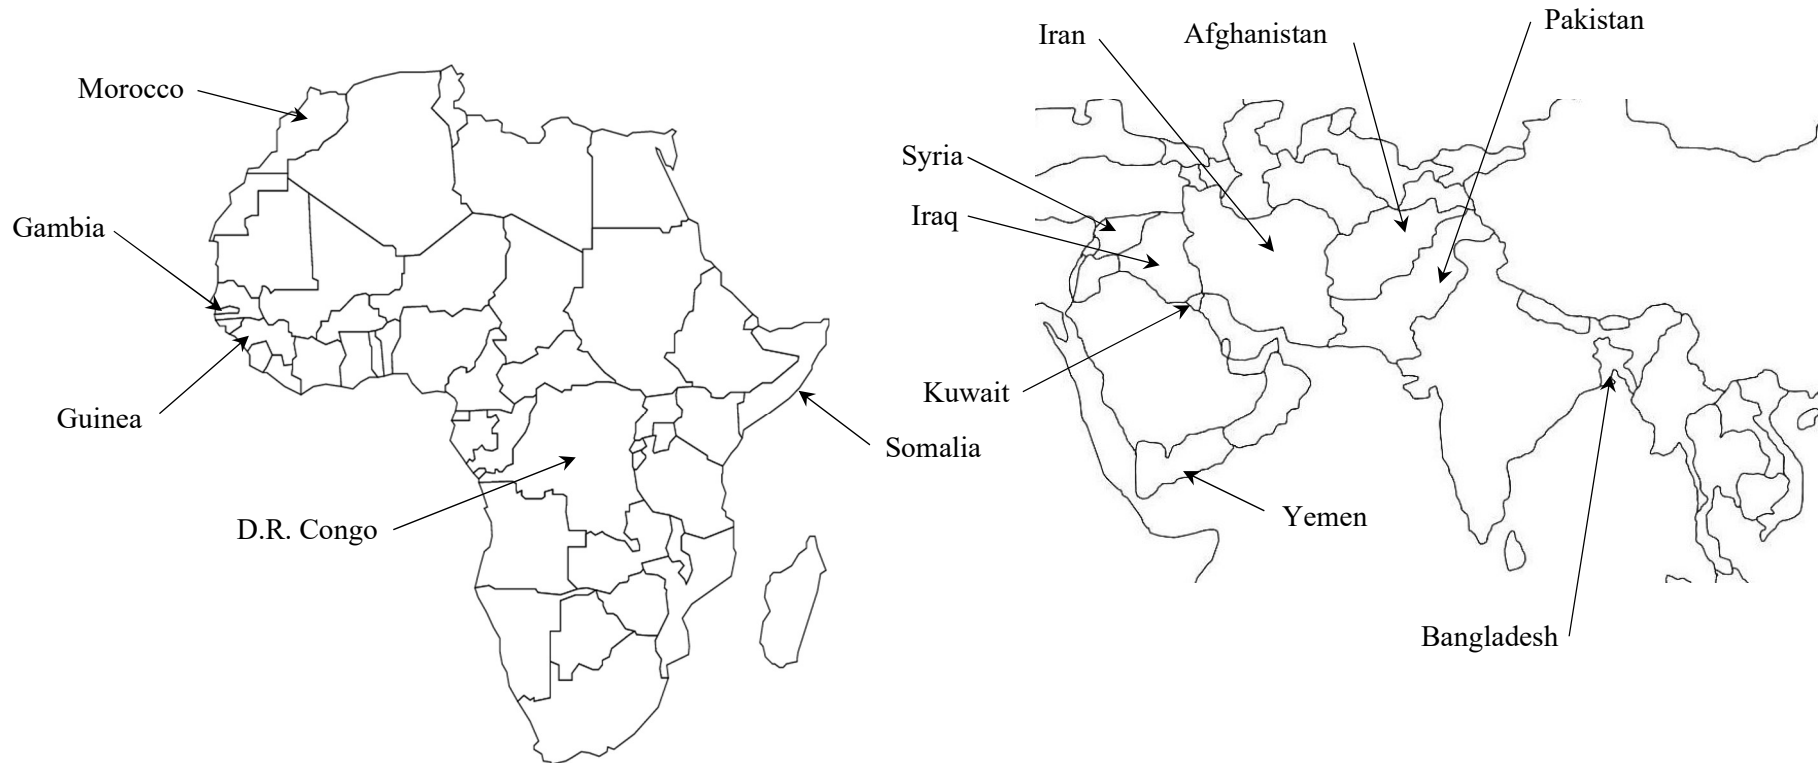 Morocco
Gambia
Guinea
D.R. Congo
Somalia
Iran
Afghanistan
Pakistan
Syria
Iraq
Kuwait
Yemen
Bangladesh